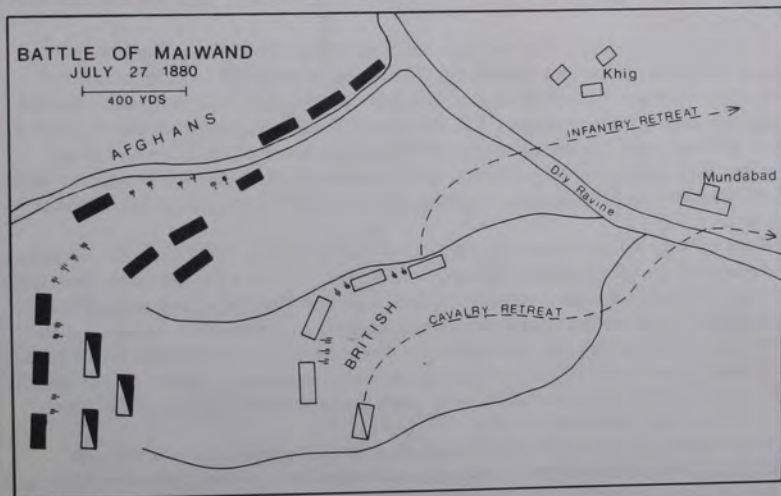 BATTLE OF MAIWAND
JULY 27 1880
400 YDS
AFGHANS
Khig
INFANTRY RETREAT
Dry Ravine
Mundabad
BRITISH
CAVALRY RETREAT